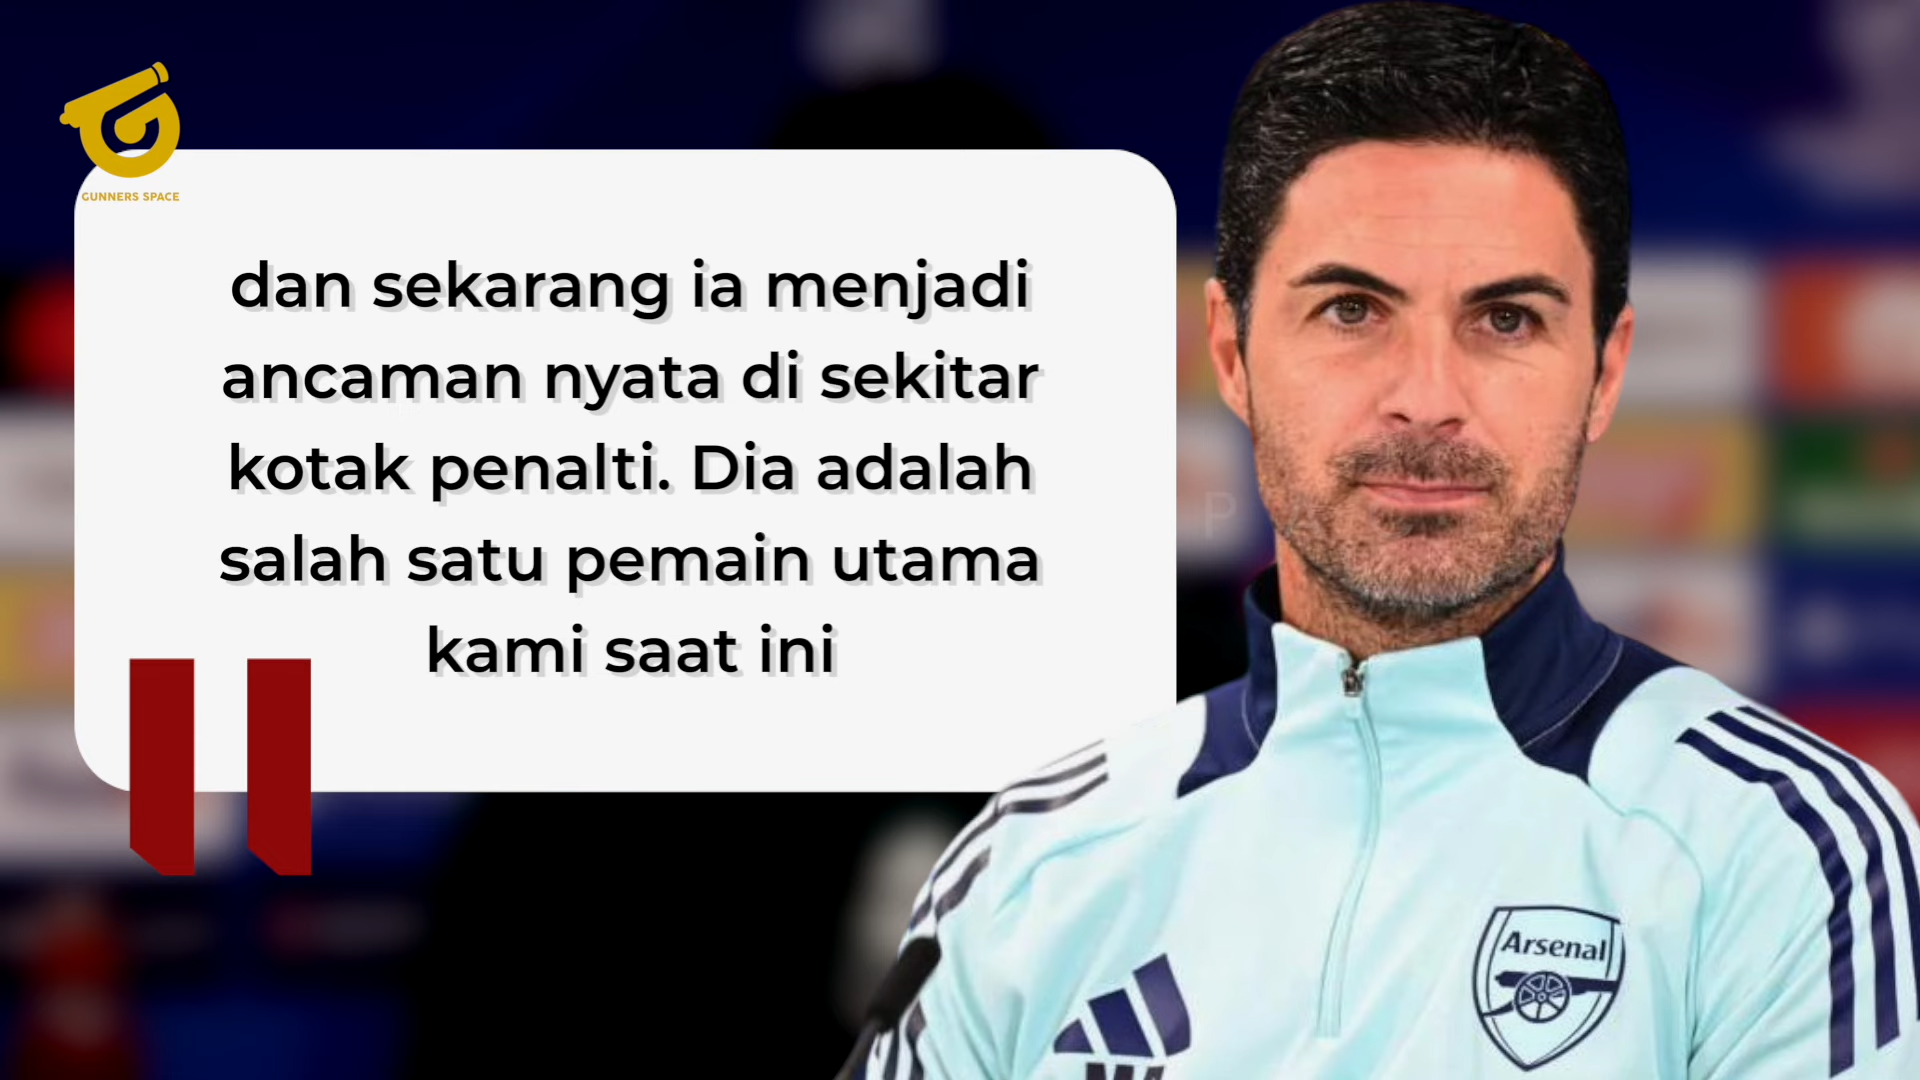 GUNNERS SPACE
dan sekarang ia menjadi
ancaman nyata di sekitar
kotak penalti. Dia adalah
salah satu pemain utama
kami saat ini
Arsenal